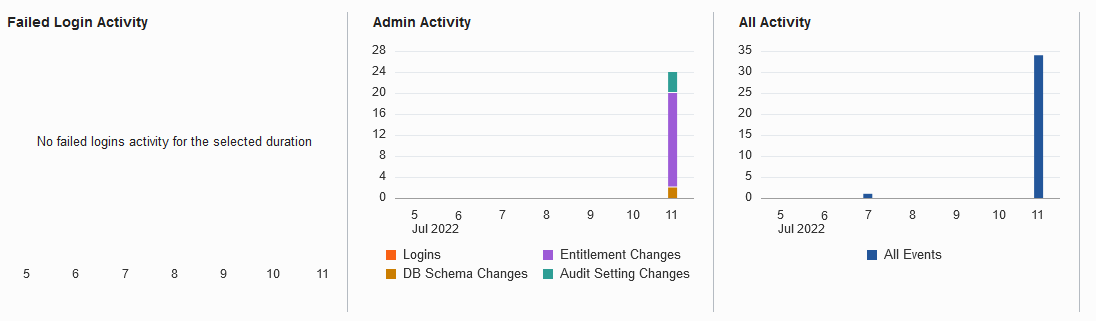 Failed Login Activity
No failed logins activity for the selected duration
5 6 7 8 9 10 11
Admin Activity
28
24
20
16
12
8
4
0
5 6 7 8 9 10 11
Jul 2022
Logins Entitlement Changes
DB Schema Changes Audit Setting Changes
All Activity
35
30
25
20
15
10
5
0
5 6 7 8 9 10 11
Jul 2022
All Events